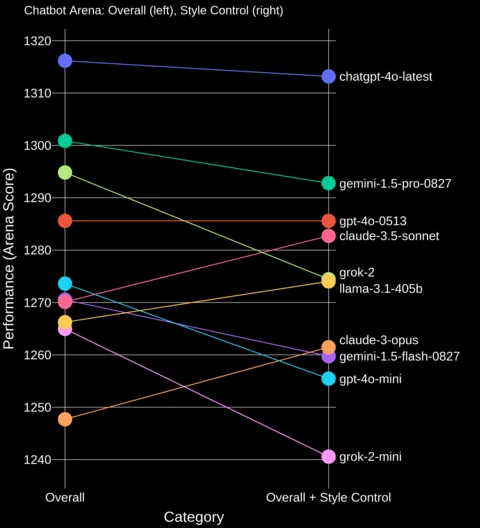 Chatbot Arena: Overall (left), Style Control (right)
1320
1310
1300
1290
1280
1270
1260
1250
1240
Performance (Arena Score)
chatgpt-4o-latest
gemini-1.5-pro-0827
gpt-4o-0513
claude-3.5-sonnet
grok-2
llama-3.1-405b
claude-3-opus
gemini-1.5-flash-0827
gpt-4o-mini
grok-2-mini
Overall
Overall + Style Control
Category